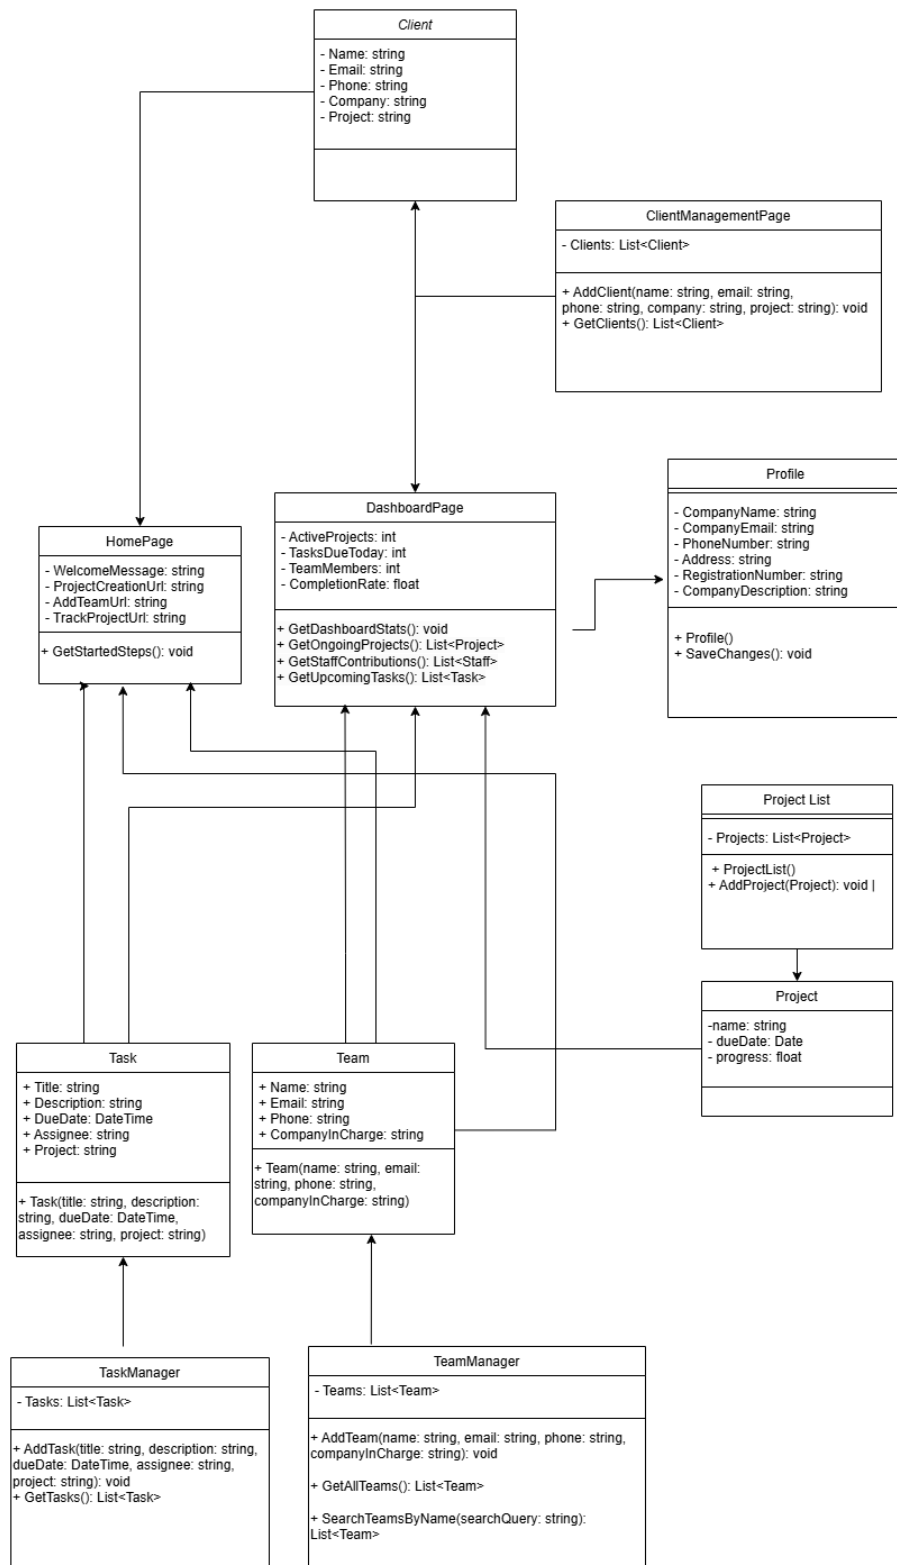 Client
- Name: string
- Email: string
- Phone: string
- Company: string
- Project: string
ClientManagementPage
- Clients: List<Client>
+ AddClient(name: string, email: string,
phone: string, company: string, project: string): void
+ GetClients(): List<Client>
Profile
- CompanyName: string
- CompanyEmail: string
- PhoneNumber: string
- Address: string
- RegistrationNumber: string
- CompanyDescription: string
+ Profile()
+ SaveChanges(): void
DashboardPage
- ActiveProjects: int
- TasksDueToday: int
- TeamMembers: int
- CompletionRate: float
+ GetDashboardStats(): void
+ GetOngoingProjects(): List<Project>
+ GetStaffContributions(): List<Staff>
+ GetUpcomingTasks(): List<Task>
HomePage
- WelcomeMessage: string
- ProjectCreationUrl: string
- AddTeamUrl: string
- TrackProjectUrl: string
+ GetStartedSteps(): void
Project List
- Projects: List<Project>
+ ProjectList()
+ AddProject(Project): void |
Project
-name: string
- dueDate: Date
- progress: float
Task
+ Title: string
+ Description: string
+ DueDate: DateTime
+ Assignee: string
+ Project: string
+ Task(title: string, description:
string, dueDate: DateTime,
assignee: string, project: string)
Team
+ Name: string
+ Email: string
+ Phone: string
+ CompanyInCharge: string
+ Team(name: string, email:
string, phone: string,
companyInCharge: string)
TaskManager
- Tasks: List<Task>
+ AddTask(title: string, description: string,
dueDate: DateTime, assignee: string,
project: string): void
+ GetTasks(): List<Task>
TeamManager
- Teams: List<Team>
+ AddTeam(name: string, email: string, phone: string,
companyInCharge: string): void
+ GetAllTeams(): List<Team>
+ SearchTeamsByName(searchQuery: string):
List<Team>